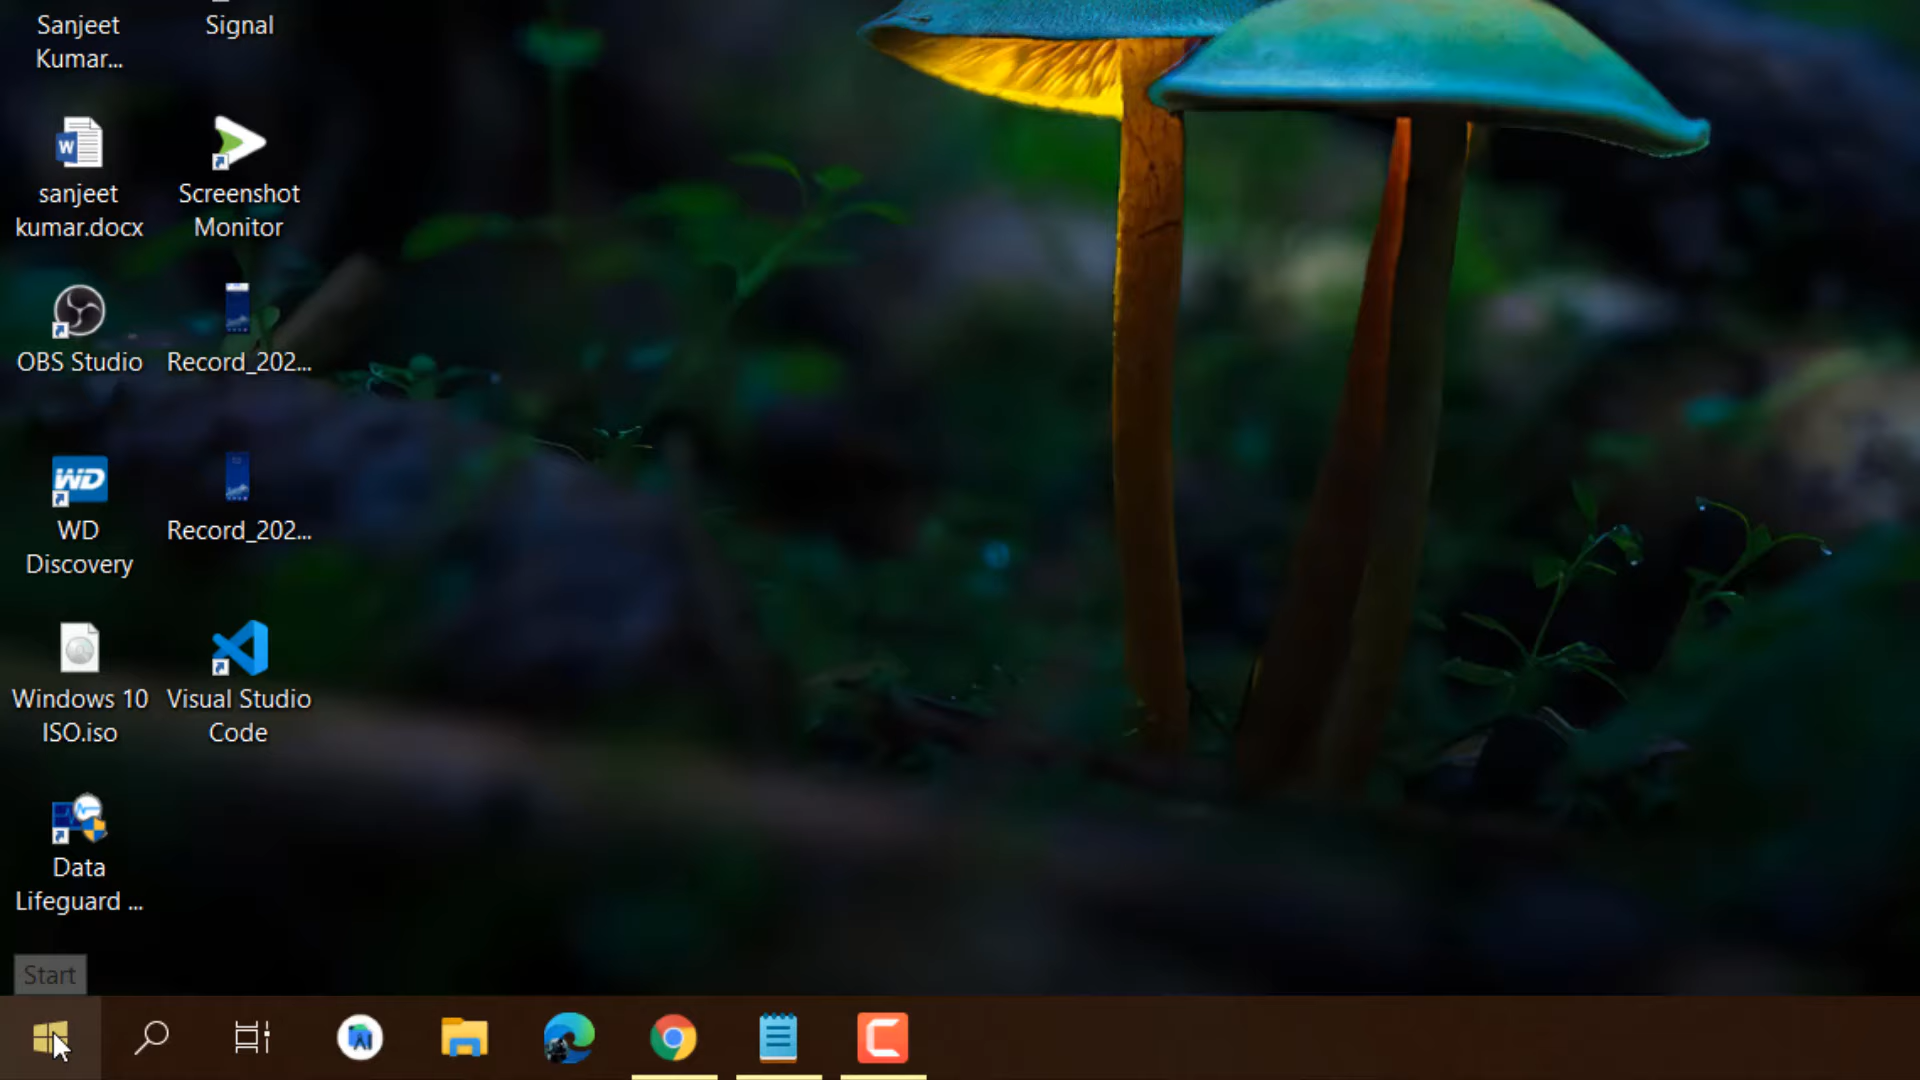 Sanjeet
Kumar...
Signal
sanjeet
kumar.docx
Screenshot
Monitor
OBS Studio
Record_202...
WD
Discovery
Record_202...
Windows 10
ISO.iso
Visual Studio
Code
Data
Lifeguard ...
Start